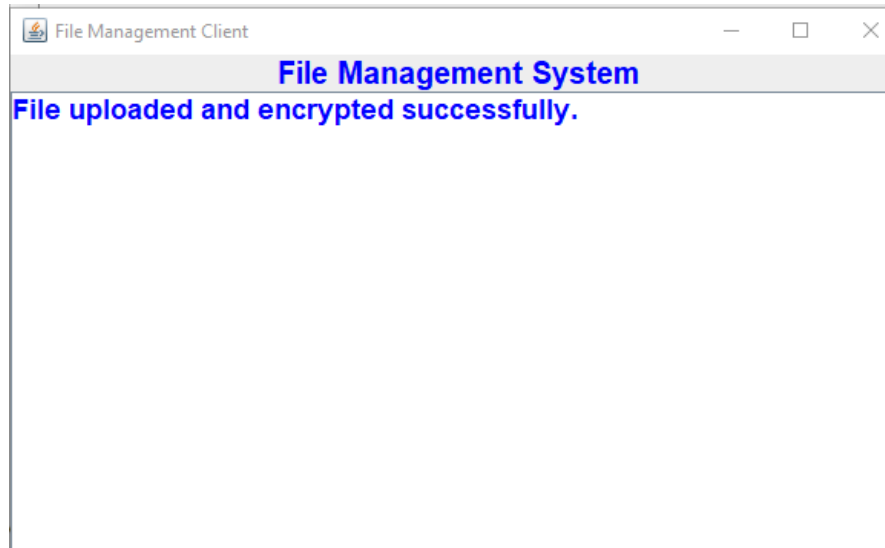 File Management Client
File Management System
File uploaded and encrypted successfully.